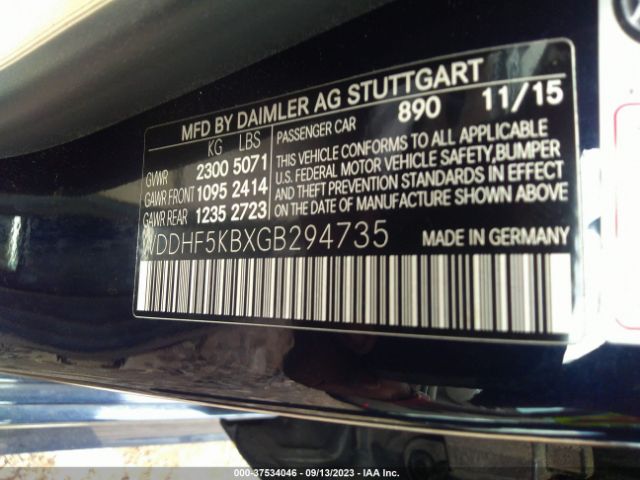 MFD BY DAIMLER AG STUTTGART
KG LBS
GVWR 2300 5071
GAWR FRONT 1095 2414
GAWR REAR 1235 2723
PASSENGER CAR 890 11/15
THIS VEHICLE CONFORMS TO ALL APPLICABLE
U.S. FEDERAL MOTOR VEHICLE SAFETY, BUMPER
AND THEFT PREVENTION STANDARDS IN EFFECT
ON THE DATE OF MANUFACTURE SHOWN ABOVE.
WDDHF5KBXGB294735 MADE IN GERMANY
000-37534046 - 09/13/2023 - IAA Inc.